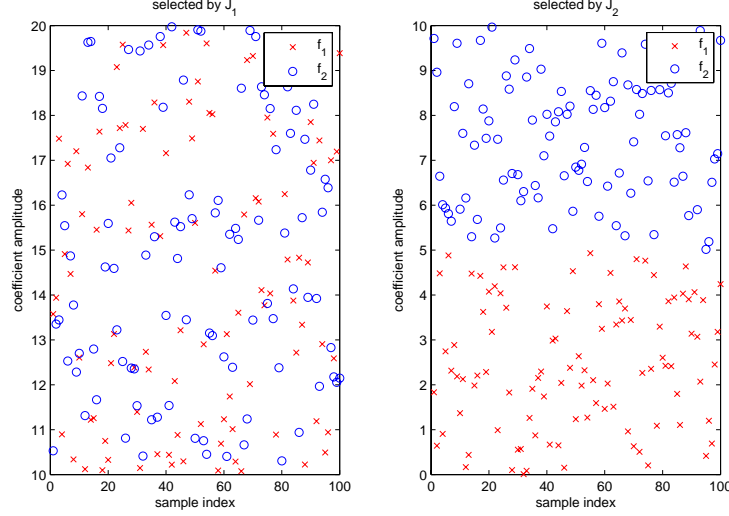 selected by J₁
coefficient amplitude
20
19
18
17
16
15
14
13
12
11
10
0 20 40 60 80 100
sample index
f₁
f₂
selected by J₂
coefficient amplitude
10
9
8
7
6
5
4
3
2
1
0
0 20 40 60 80 100
sample index
f₁
f₂